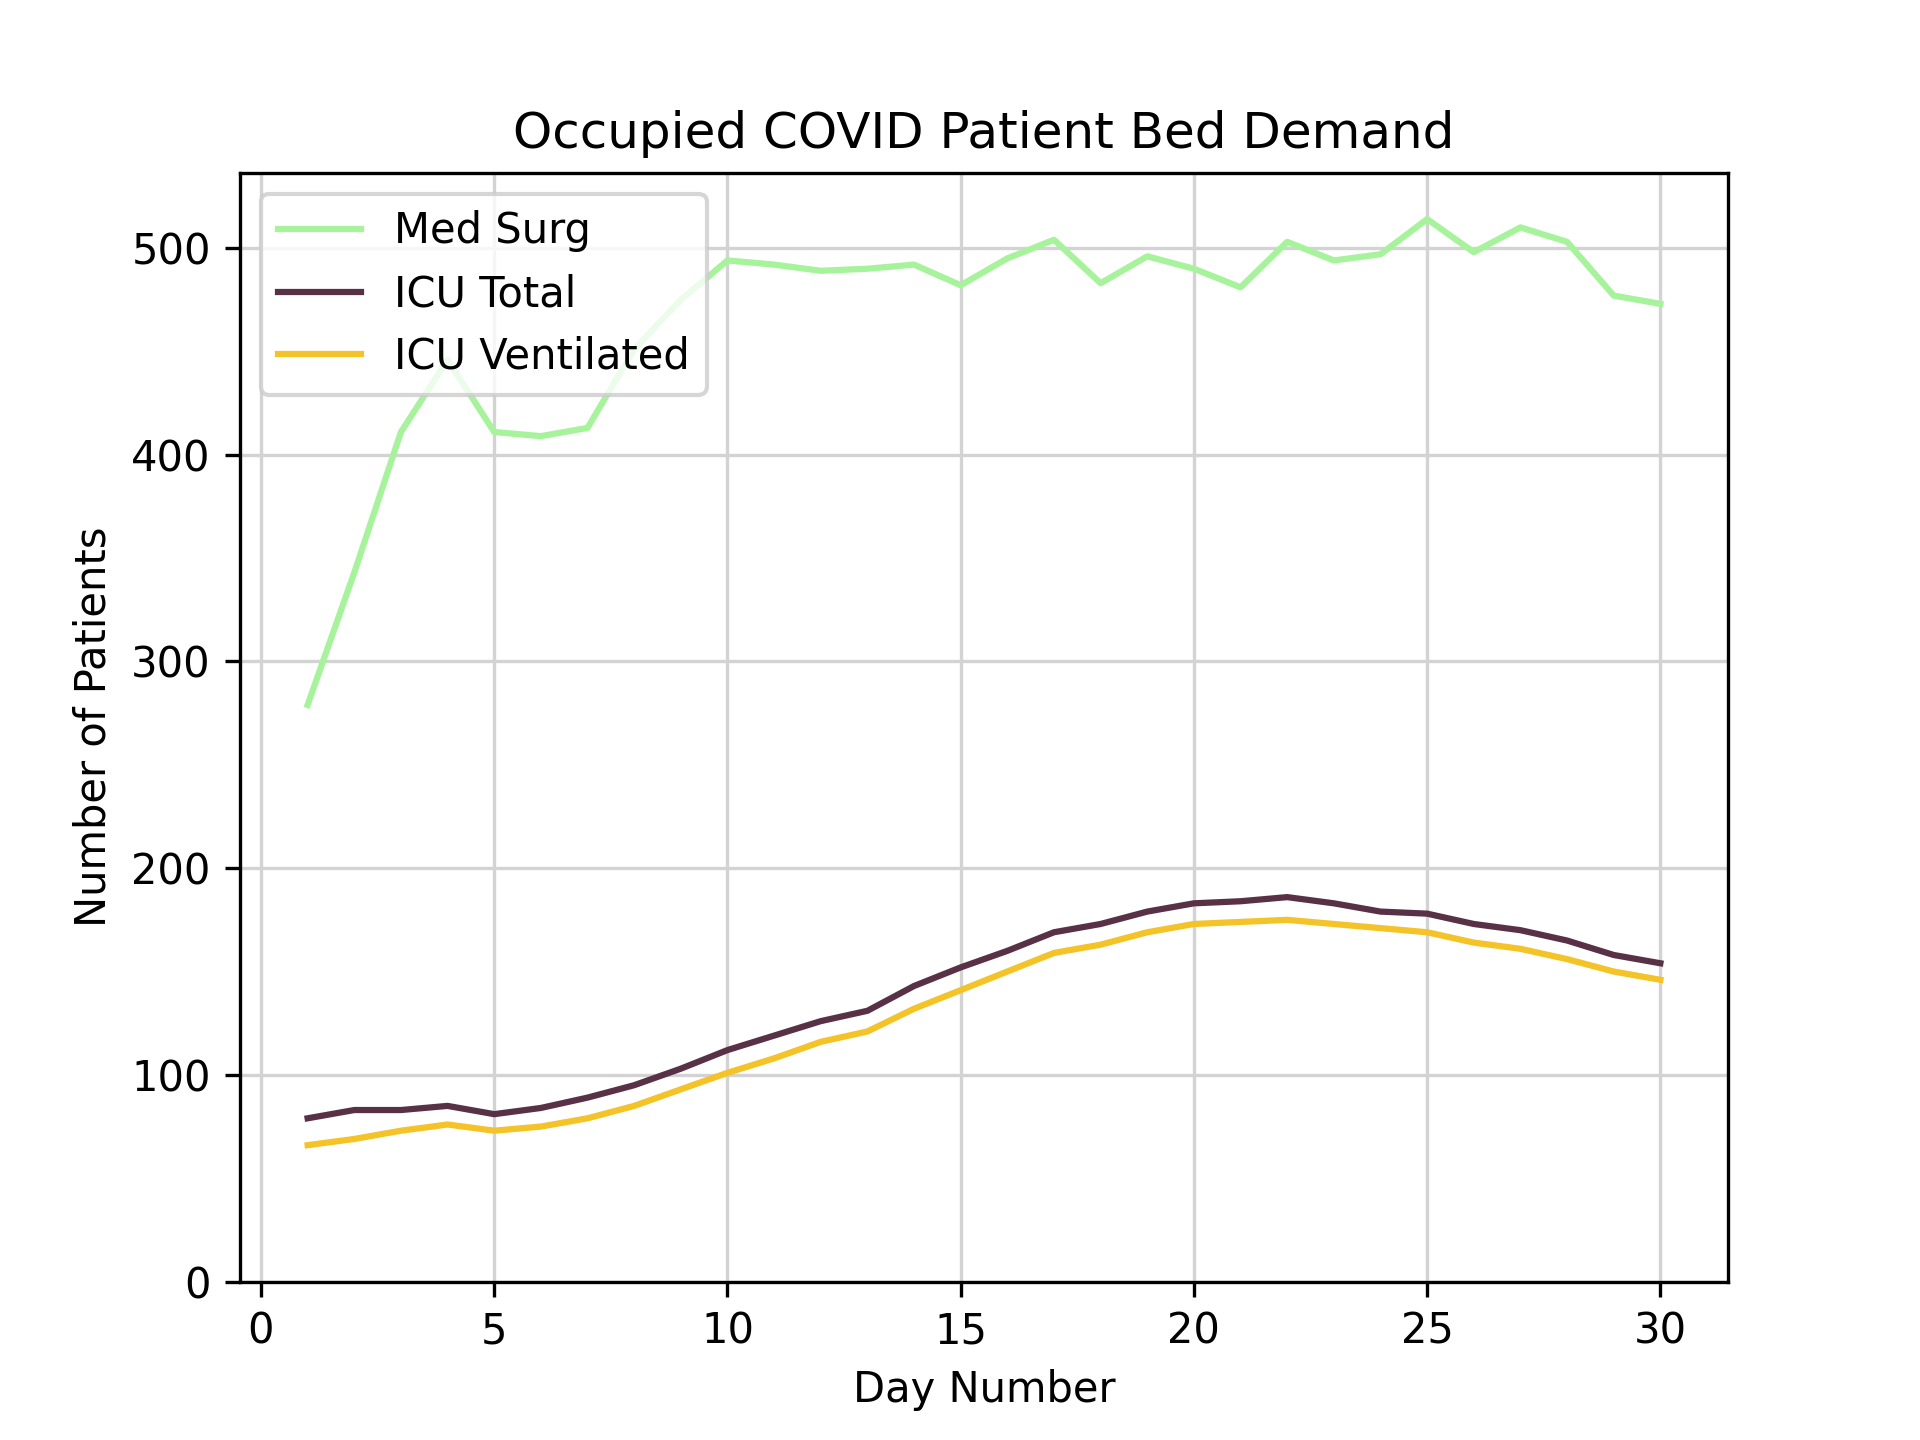 Occupied COVID Patient Bed Demand
Med Surg
ICU Total
ICU Ventilated
Number of Patients
500
400
300
200
100
0
0 5 10 15 20 25 30
Day Number